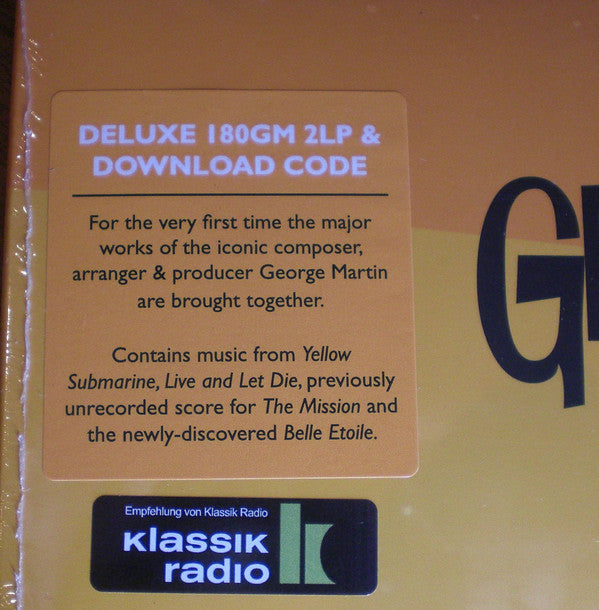 DELUXE 180GM 2LP &
DOWNLOAD CODE
For the very first time the major
works of the iconic composer,
arranger & producer George Martin
are brought together.
Contains music from Yellow
Submarine, Live and Let Die, previously
unrecorded score for The Mission and
the newly-discovered Belle Etoile.
G
Empfehlung von Klassik Radio
klassik
radio